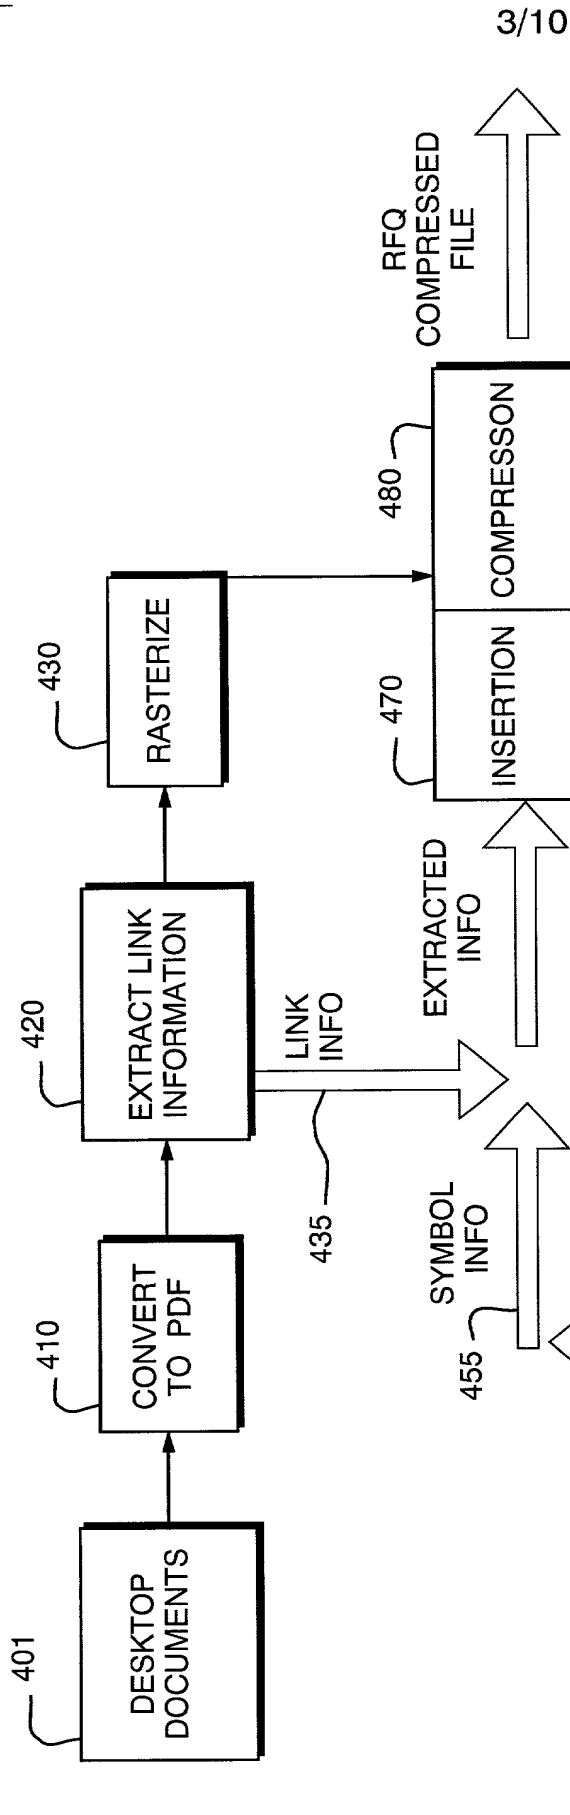 3/10
401
DESKTOP
DOCUMENTS
410
CONVERT
TO PDF
420
EXTRACT LINK
INFORMATION
430
RASTERIZE
435
LINK
INFO
455
SYMBOL
INFO
EXTRACTED
INFO
470
INSERTION
480
COMPRESSON
RFQ
COMPRESSED
FILE